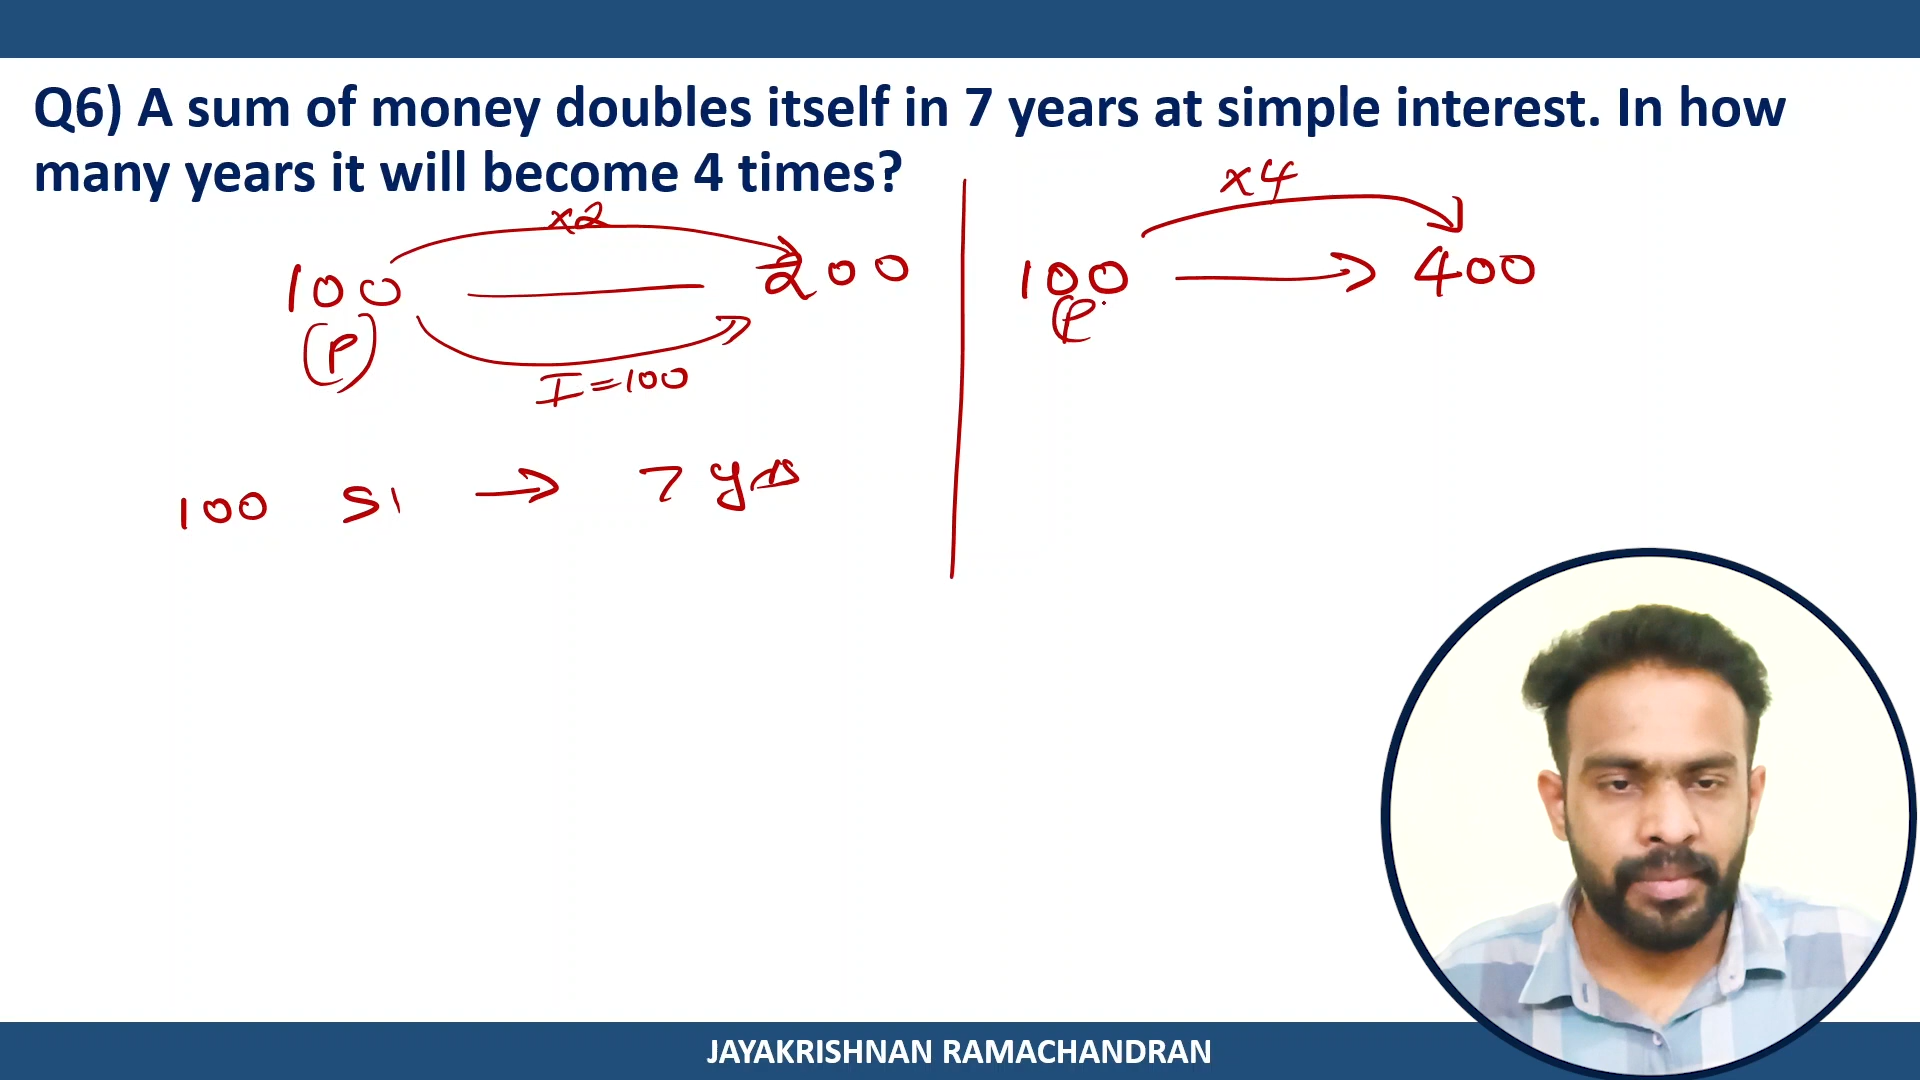 Q6) A sum of money doubles itself in 7 years at simple interest. In how
many years it will become 4 times?
x2
100 200
(P)
I=100
100 SI → 7 yrs
x4
100 → 400
(P
JAYAKRISHNAN RAMACHANDRAN